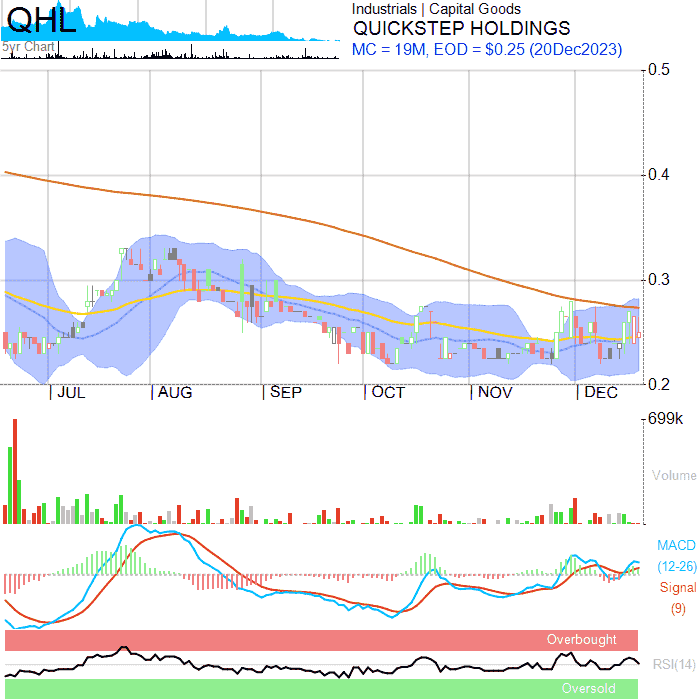 QHL
5yr Chart
Industrials | Capital Goods
QUICKSTEP HOLDINGS
MC = 19M, EOD = $0.25 (20Dec2023)
0.5
0.4
0.3
0.2
JUL AUG SEP OCT NOV DEC
699k
Volume
MACD
(12-26)
Signal
(9)
Overbought
RSI(14)
Oversold